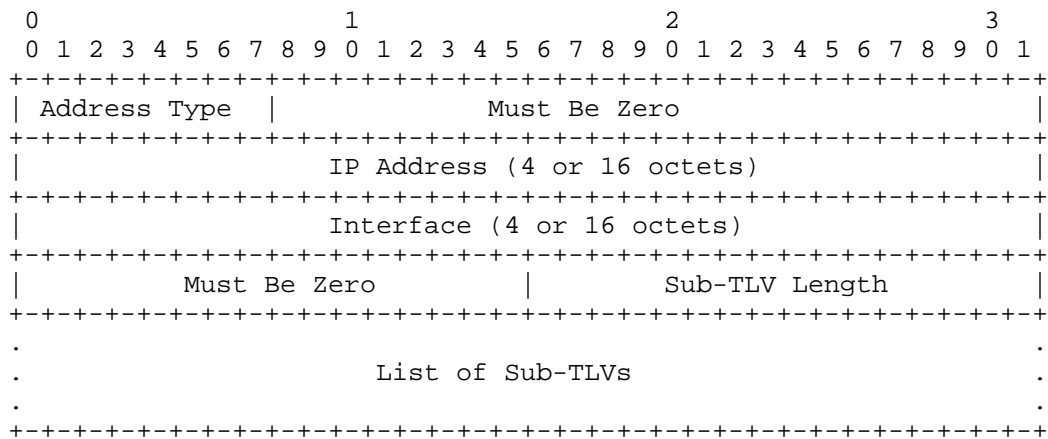 0                   1                   2                   3
 0 1 2 3 4 5 6 7 8 9 0 1 2 3 4 5 6 7 8 9 0 1 2 3 4 5 6 7 8 9 0 1
+-+-+-+-+-+-+-+-+-+-+-+-+-+-+-+-+-+-+-+-+-+-+-+-+-+-+-+-+-+-+-+-+
| Address Type  |             Must Be Zero                      |
+-+-+-+-+-+-+-+-+-+-+-+-+-+-+-+-+-+-+-+-+-+-+-+-+-+-+-+-+-+-+-+-+
|                   IP Address (4 or 16 octets)                 |
+-+-+-+-+-+-+-+-+-+-+-+-+-+-+-+-+-+-+-+-+-+-+-+-+-+-+-+-+-+-+-+-+
|                   Interface (4 or 16 octets)                  |
+-+-+-+-+-+-+-+-+-+-+-+-+-+-+-+-+-+-+-+-+-+-+-+-+-+-+-+-+-+-+-+-+
|          Must Be Zero         |        Sub-TLV Length         |
+-+-+-+-+-+-+-+-+-+-+-+-+-+-+-+-+-+-+-+-+-+-+-+-+-+-+-+-+-+-+-+-+
.                                                               .
.                      List of Sub-TLVs                         .
.                                                               .
+-+-+-+-+-+-+-+-+-+-+-+-+-+-+-+-+-+-+-+-+-+-+-+-+-+-+-+-+-+-+-+-+